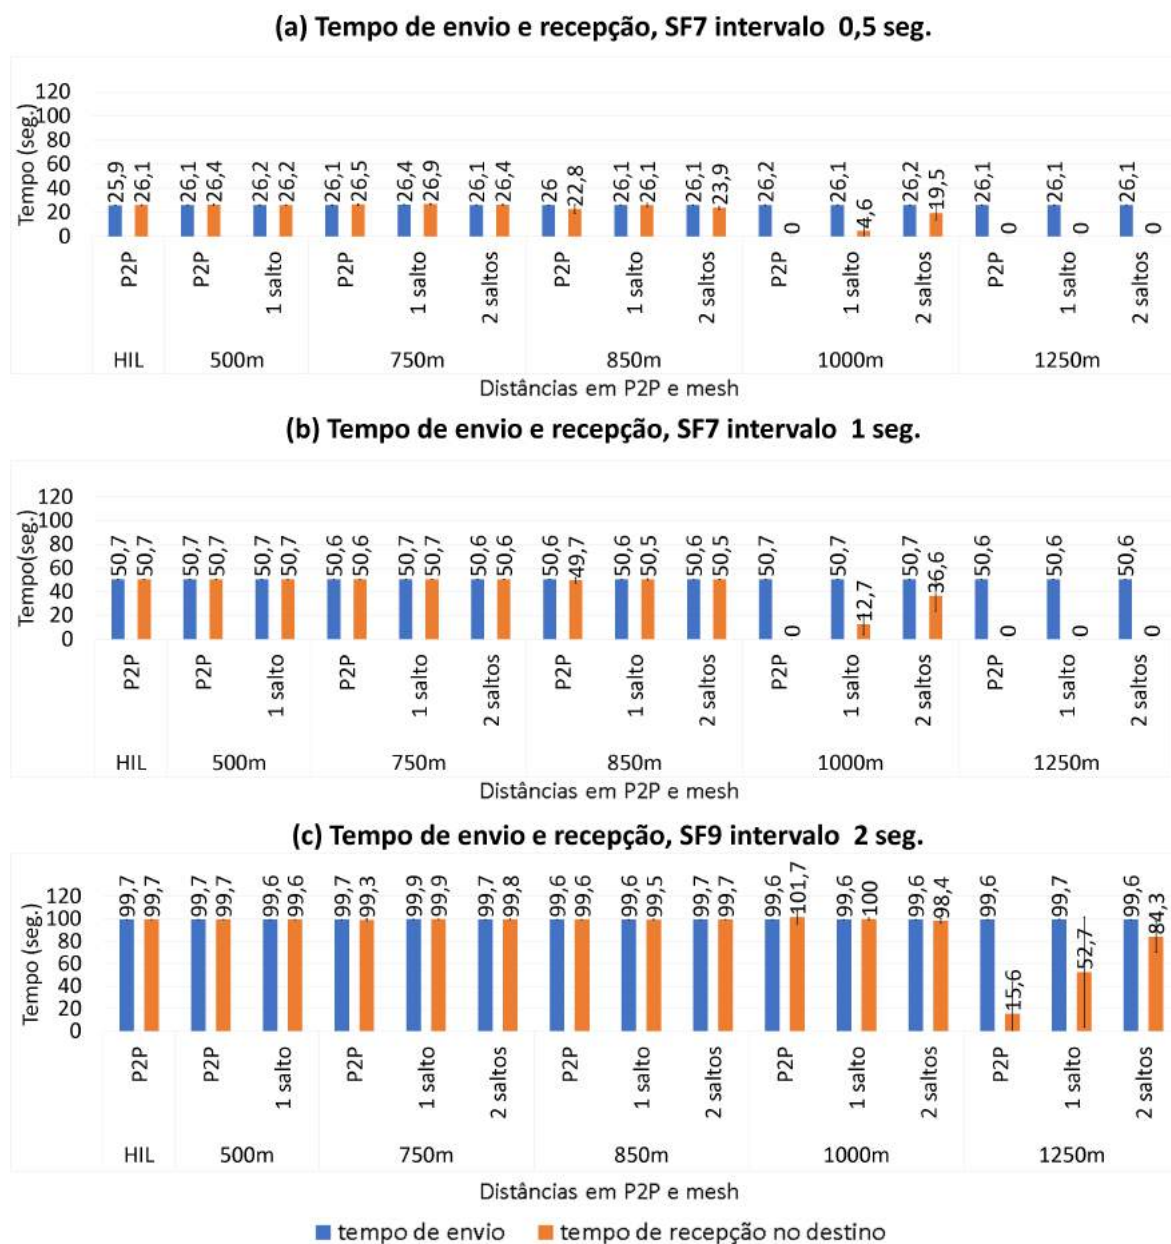 (a) Tempo de envio e recepção, SF7 intervalo 0,5 seg.
Tempo (seg.)
120
100
80
60
40
20
0
25,9 26,1 26,1 26,4 26,2 26,2 26,1 26,5 26,4 26,9 26,1 26,4 26 22,8 26,1 26,1 26,1 23,9 26,2 0 26,1 4,6 26,2 19,5 26,1 0 26,1 0 26,1 0
P2P P2P 1 salto P2P 1 salto 2 saltos P2P 1 salto 2 saltos P2P 1 salto 2 saltos P2P 1 salto 2 saltos
HIL 500m 750m 850m 1000m 1250m
Distâncias em P2P e mesh
(b) Tempo de envio e recepção, SF7 intervalo 1 seg.
Tempo(seg.)
120
100
80
60
40
20
0
50,7 50,7 50,7 50,7 50,7 50,7 50,6 50,6 50,7 50,7 50,6 50,6 50,6 49,7 50,6 50,5 50,6 50,5 50,7 0 50,7 12,7 50,7 36,6 50,6 0 50,6 0 50,6 0
P2P P2P 1 salto P2P 1 salto 2 saltos P2P 1 salto 2 saltos P2P 1 salto 2 saltos P2P 1 salto 2 saltos
HIL 500m 750m 850m 1000m 1250m
Distâncias em P2P e mesh
(c) Tempo de envio e recepção, SF9 intervalo 2 seg.
Tempo (seg.)
120
100
80
60
40
20
0
99,7 99,7 99,7 99,7 99,6 99,6 99,7 99,3 99,9 99,9 99,7 99,8 99,6 99,6 99,6 99,5 99,7 99,7 99,6 101,7 99,6 100 99,6 98,4 99,6 15,6 99,7 52,7 99,6 84,3
P2P P2P 1 salto P2P 1 salto 2 saltos P2P 1 salto 2 saltos P2P 1 salto 2 saltos P2P 1 salto 2 saltos
HIL 500m 750m 850m 1000m 1250m
Distâncias em P2P e mesh
tempo de envio tempo de recepção no destino